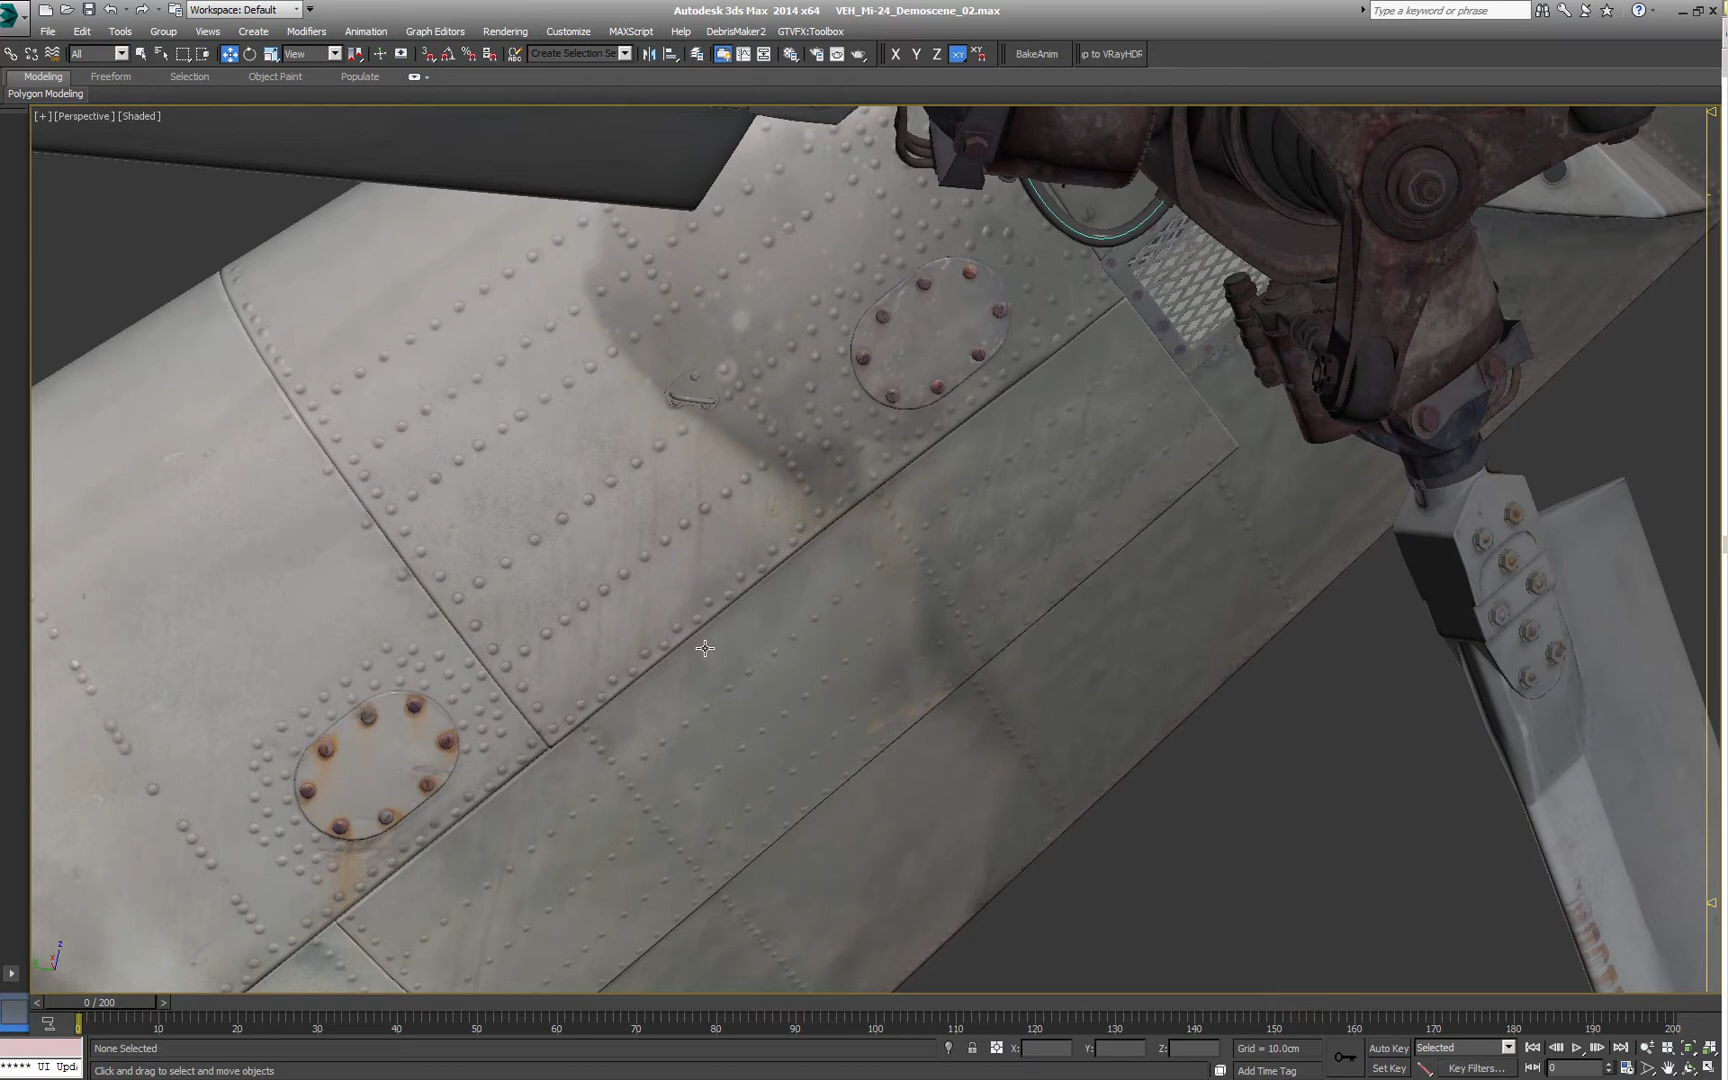 Workspace: Default
Autodesk 3ds Max 2014 x64 VEH_Mi-24_Demoscene_02.max
Type a keyword or phrase
File Edit Tools Group Views Create Modifiers Animation Graph Editors Rendering Customize MAXScript Help DebrisMaker2 GTVFX:Toolbox
All View Create Selection Se X Y Z XY XY BakeAnim p to VRayHDR
Modeling Freeform Selection Object Paint Populate
Polygon Modeling
[+] [Perspective] [Shaded]
z
x
y
< 0 / 200 >
0 10 20 30 40 50 60 70 80 90 100 110 120 130 140 150 160 170 180 190 200
None Selected X: Y: Z: Grid = 10.0cm Auto Key Selected
***** UI Upda Click and drag to select and move objects Add Time Tag Set Key Key Filters... 0